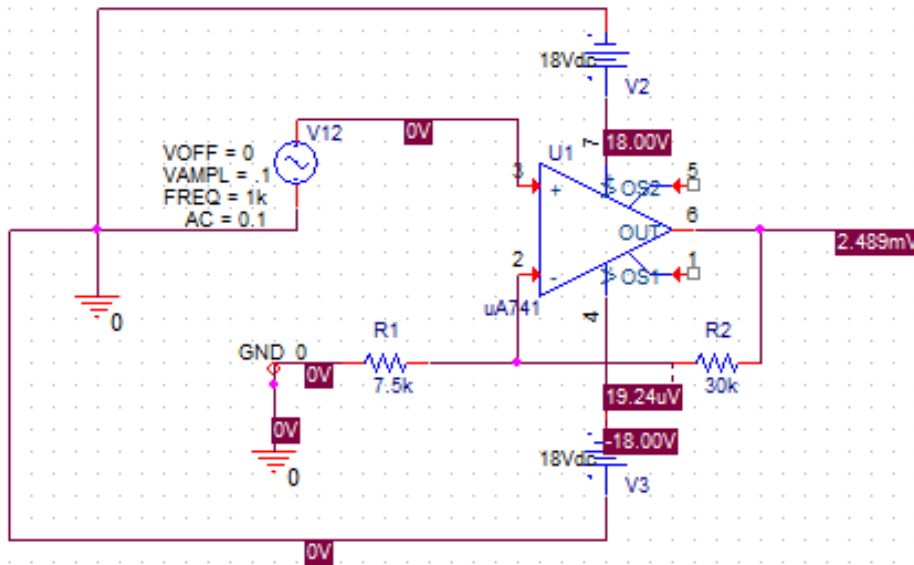 18Vdc
V2
V12
0V
VOFF = 0
VAMPL = .1
FREQ = 1k
AC = 0.1
7
18.00V
U1
3
+
OS2
5
OUT
6
2.489mV
2
-
OS1
1
uA741
4
0
R1
R2
GND_0
0V
7.5k
30k
19.24uV
0V
-18.00V
18Vdc
0
V3
0V